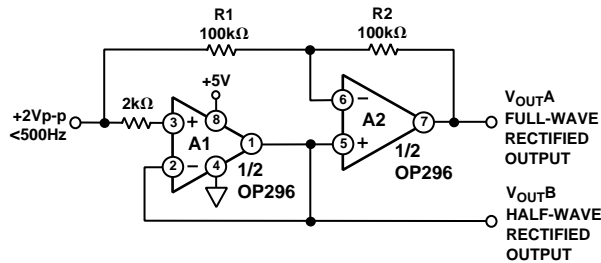 R1
100kΩ
R2
100kΩ
+5V
+2Vp-p
<500Hz
2kΩ
3
+
8
A1
1
2
–
4
1/2
OP296
6
–
A2
7
5
+
1/2
OP296
VOUTA
FULL-WAVE
RECTIFIED
OUTPUT
VOUTB
HALF-WAVE
RECTIFIED
OUTPUT